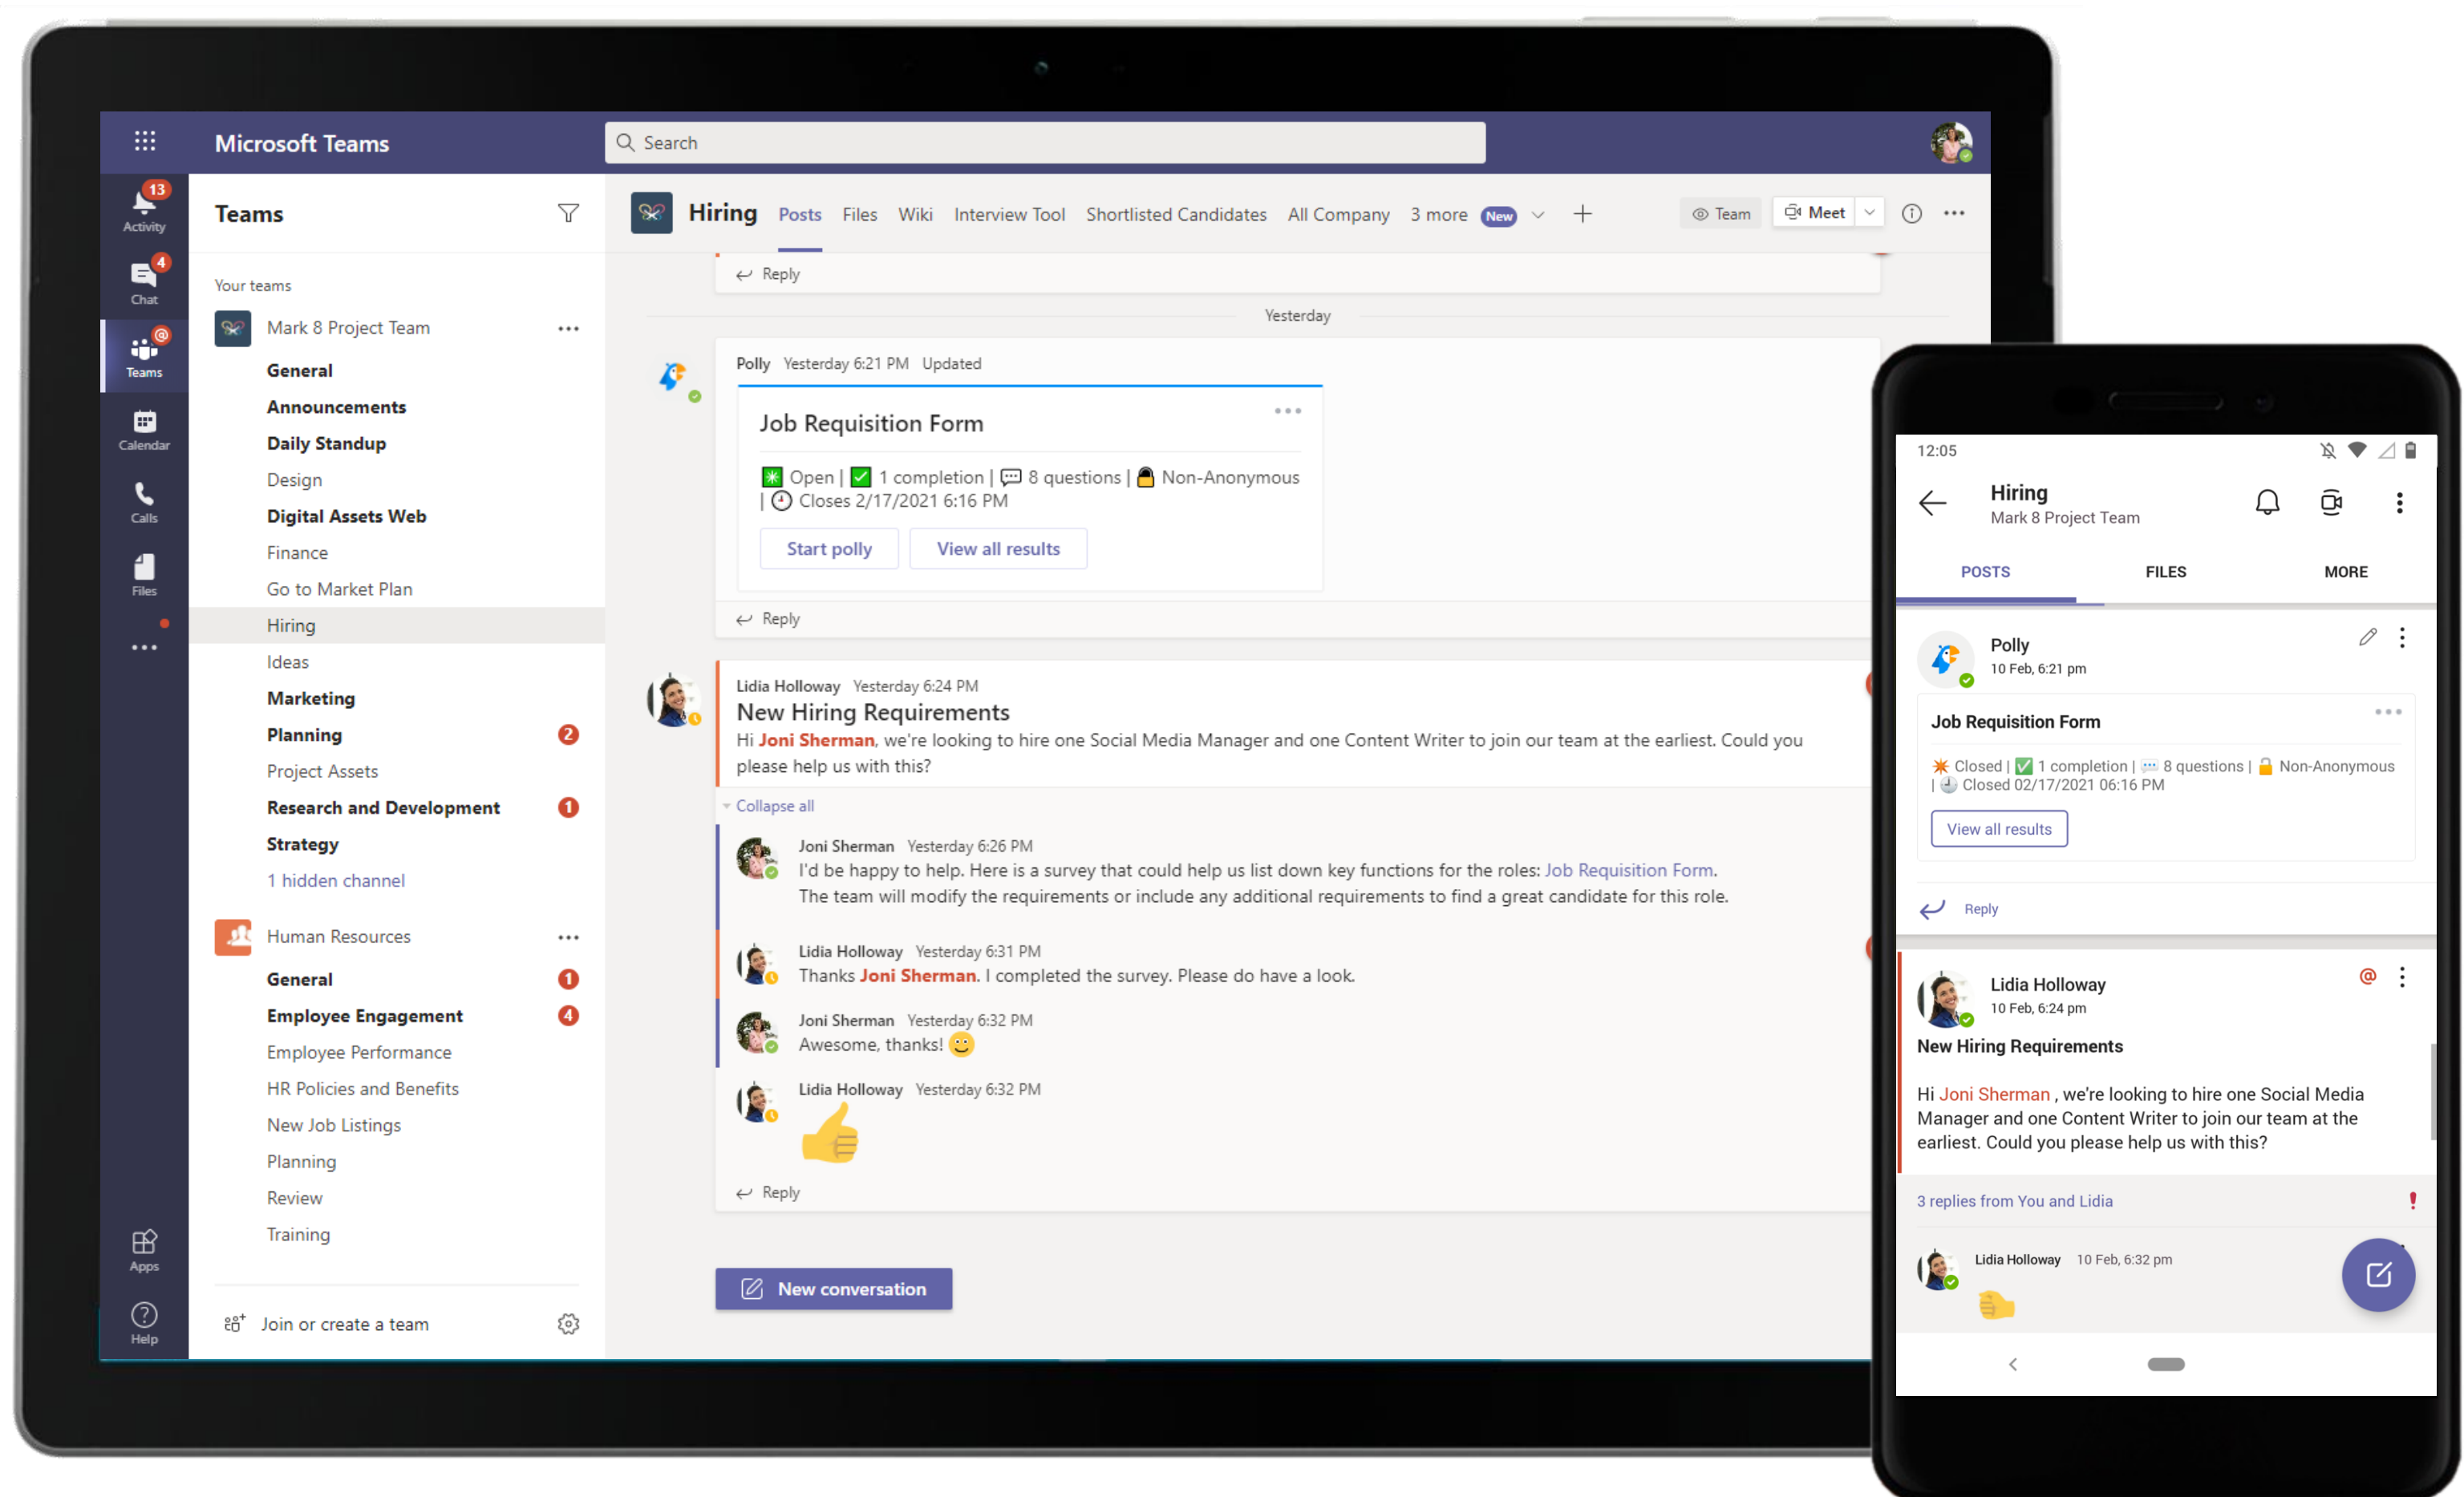 Microsoft Teams
Search
13
Activity
4
Chat
@
Teams
Calendar
Calls
Files
Apps
Help
Teams
Your teams
Mark 8 Project Team
General
Announcements
Daily Standup
Design
Digital Assets Web
Finance
Go to Market Plan
Hiring
Ideas
Marketing
Planning 2
Project Assets
Research and Development 1
Strategy
1 hidden channel
Human Resources
General 1
Employee Engagement 4
Employee Performance
HR Policies and Benefits
New Job Listings
Planning
Review
Training
Join or create a team
Hiring Posts Files Wiki Interview Tool Shortlisted Candidates All Company 3 more New Team Meet
Reply
Yesterday
Polly Yesterday 6:21 PM Updated
Job Requisition Form
Open | ✅ 1 completion | 💬 8 questions | 🔒 Non-Anonymous
| 🕘 Closes 2/17/2021 6:16 PM
Start polly View all results
Reply
Lidia Holloway Yesterday 6:24 PM
New Hiring Requirements
Hi Joni Sherman, we're looking to hire one Social Media Manager and one Content Writer to join our team at the earliest. Could you
please help us with this?
Collapse all
Joni Sherman Yesterday 6:26 PM
I'd be happy to help. Here is a survey that could help us list down key functions for the roles: Job Requisition Form.
The team will modify the requirements or include any additional requirements to find a great candidate for this role.
Lidia Holloway Yesterday 6:31 PM
Thanks Joni Sherman. I completed the survey. Please do have a look.
Joni Sherman Yesterday 6:32 PM
Awesome, thanks! 🙂
Lidia Holloway Yesterday 6:32 PM
Reply
New conversation
12:05
Hiring
Mark 8 Project Team
POSTS FILES MORE
Polly
10 Feb, 6:21 pm
Job Requisition Form
Closed | ✅ 1 completion | 💬 8 questions | 🔒 Non-Anonymous
| 🕘 Closed 02/17/2021 06:16 PM
View all results
Reply
Lidia Holloway @
10 Feb, 6:24 pm
New Hiring Requirements
Hi Joni Sherman , we're looking to hire one Social Media
Manager and one Content Writer to join our team at the
earliest. Could you please help us with this?
3 replies from You and Lidia !
Lidia Holloway 10 Feb, 6:32 pm